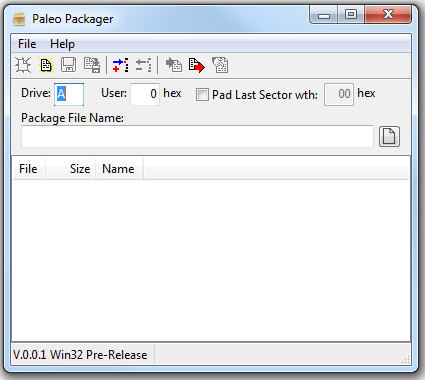 Paleo Packager
File Help
Drive: A User: 0 hex Pad Last Sector wth: 00 hex
Package File Name:
File Size Name
V.0.0.1 Win32 Pre-Release